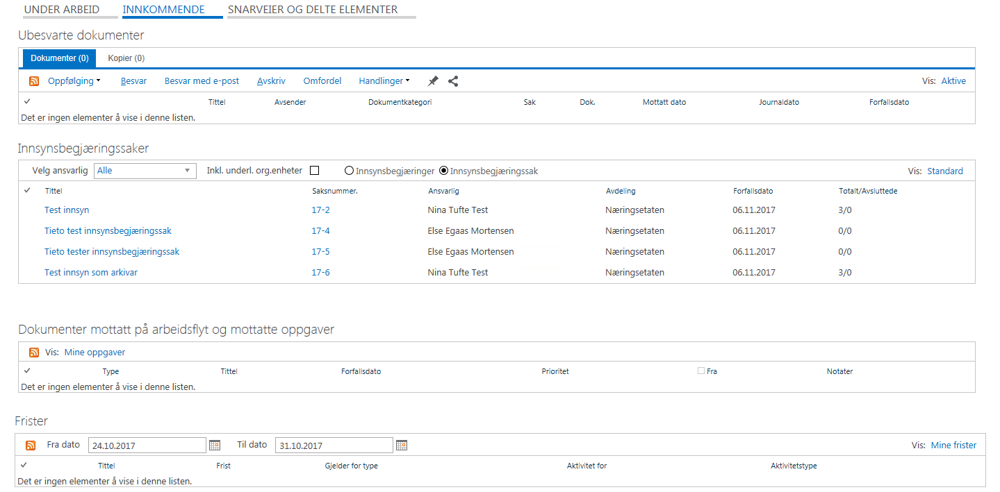 UNDER ARBEID INNKOMMENDE SNARVEIER OG DELTE ELEMENTER
Ubesvarte dokumenter
Dokumenter (0) Kopier (0)
Oppfølging Besvar Besvar med e-post Avskriv Omfordel Handlinger Vis: Aktive
Tittel Avsender Dokumentkategori Sak Dok. Mottatt dato Journaldato Forfallsdato
Det er ingen elementer å vise i denne listen.
Innsynsbegjæringssaker
Velg ansvarlig Alle Inkl. underl. org.enheter Innsynsbegjæringer Innsynsbegjæringssak Vis: Standard
Tittel Saksnummer. Ansvarlig Avdeling Forfallsdato Totalt/Avsluttede
Test innsyn 17-2 Nina Tufte Test Næringsetaten 06.11.2017 3/0
Tieto test innsynsbegjæringssak 17-4 Else Egaas Mortensen Næringsetaten 06.11.2017 0/0
Tieto tester innsynsbegjæringssak 17-5 Else Egaas Mortensen Næringsetaten 06.11.2017 0/0
Test innsyn som arkivar 17-6 Nina Tufte Test Næringsetaten 06.11.2017 3/0
Dokumenter mottatt på arbeidsflyt og mottatte oppgaver
Vis: Mine oppgaver
Type Tittel Forfallsdato Prioritet Fra Notater
Det er ingen elementer å vise i denne listen.
Frister
Fra dato 24.10.2017 Til dato 31.10.2017 Vis: Mine frister
Tittel Frist Gjelder for type Aktivitet for Aktivitetstype
Det er ingen elementer å vise i denne listen.